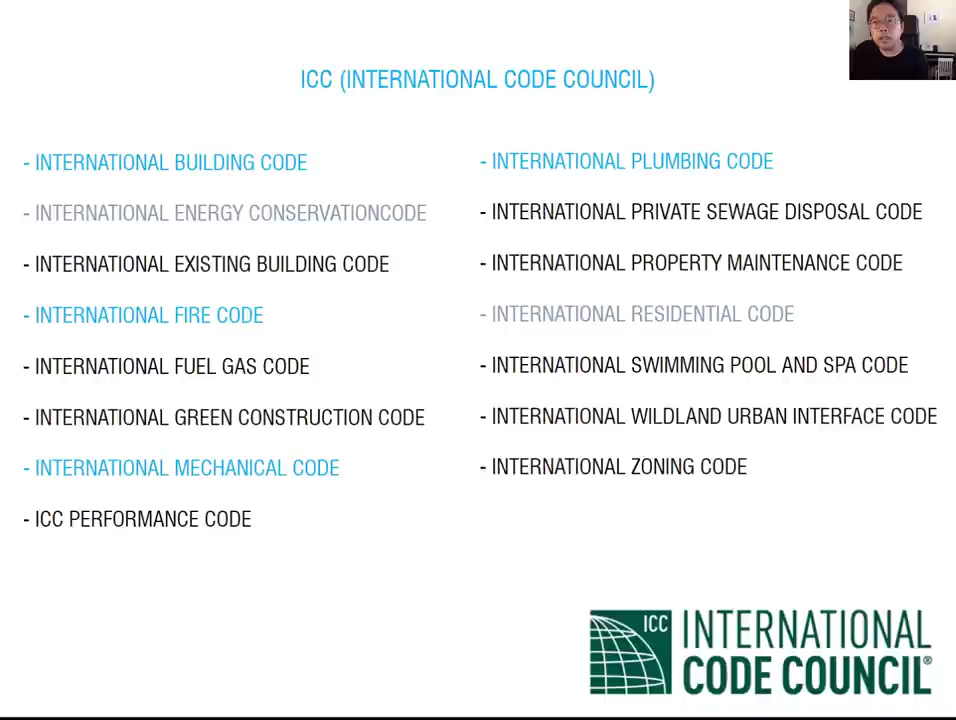 ICC (INTERNATIONAL CODE COUNCIL)
- INTERNATIONAL BUILDING CODE
- INTERNATIONAL ENERGY CONSERVATIONCODE
- INTERNATIONAL EXISTING BUILDING CODE
- INTERNATIONAL FIRE CODE
- INTERNATIONAL FUEL GAS CODE
- INTERNATIONAL GREEN CONSTRUCTION CODE
- INTERNATIONAL MECHANICAL CODE
- ICC PERFORMANCE CODE
- INTERNATIONAL PLUMBING CODE
- INTERNATIONAL PRIVATE SEWAGE DISPOSAL CODE
- INTERNATIONAL PROPERTY MAINTENANCE CODE
- INTERNATIONAL RESIDENTIAL CODE
- INTERNATIONAL SWIMMING POOL AND SPA CODE
- INTERNATIONAL WILDLAND URBAN INTERFACE CODE
- INTERNATIONAL ZONING CODE
ICC
INTERNATIONAL
CODE COUNCIL®